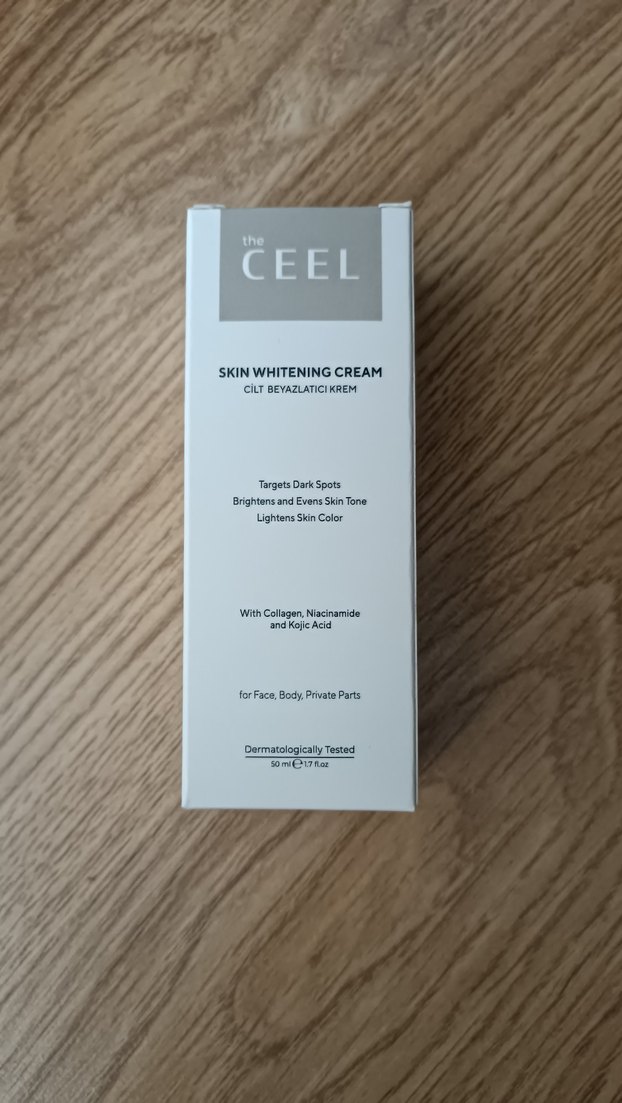 the
CEEL
SKIN WHITENING CREAM
CİLT BEYAZLATICI KREM
Targets Dark Spots
Brightens and Evens Skin Tone
Lightens Skin Color
With Collagen, Niacinamide
and Kojic Acid
for Face, Body, Private Parts
Dermatologically Tested
50 ml ℮ 1.7 fl.oz